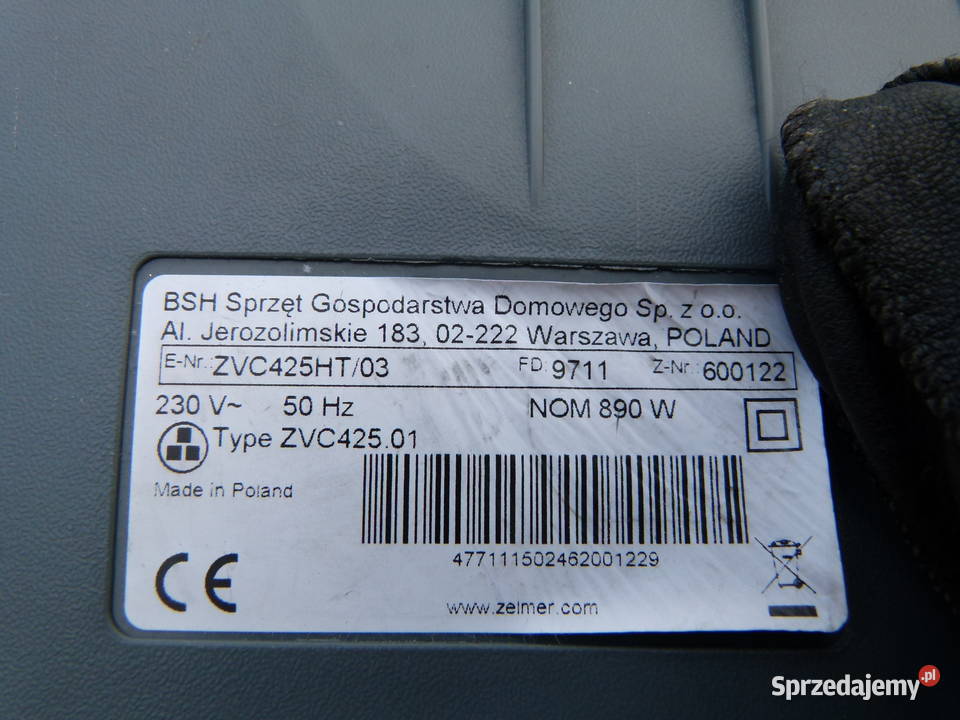 BSH Sprzęt Gospodarstwa Domowego Sp. z o.o.
Al. Jerozolimskie 183, 02-222 Warszawa, POLAND
E-Nr.: ZVC425HT/03 FD 9711 Z-Nr.: 600122
230 V~ 50 Hz NOM 890 W
Type ZVC425.01
Made in Poland
477111502462001229
CE
www.zelmer.com
Sprzedajemy.pl